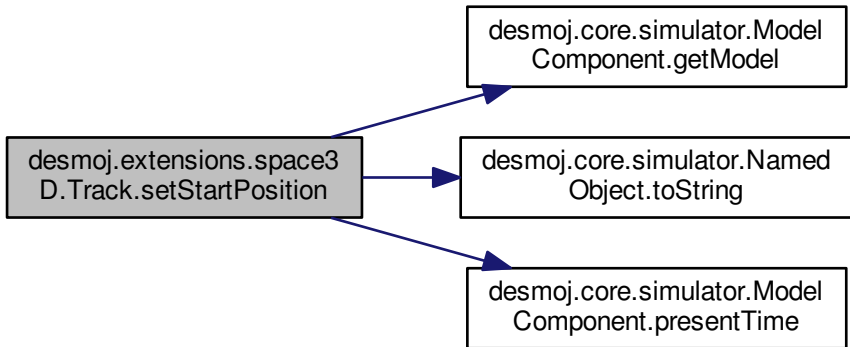 desmoj.core.simulator.Model
Component.getModel
desmoj.extensions.space3
D.Track.setStartPosition
desmoj.core.simulator.Named
Object.toString
desmoj.core.simulator.Model
Component.presentTime